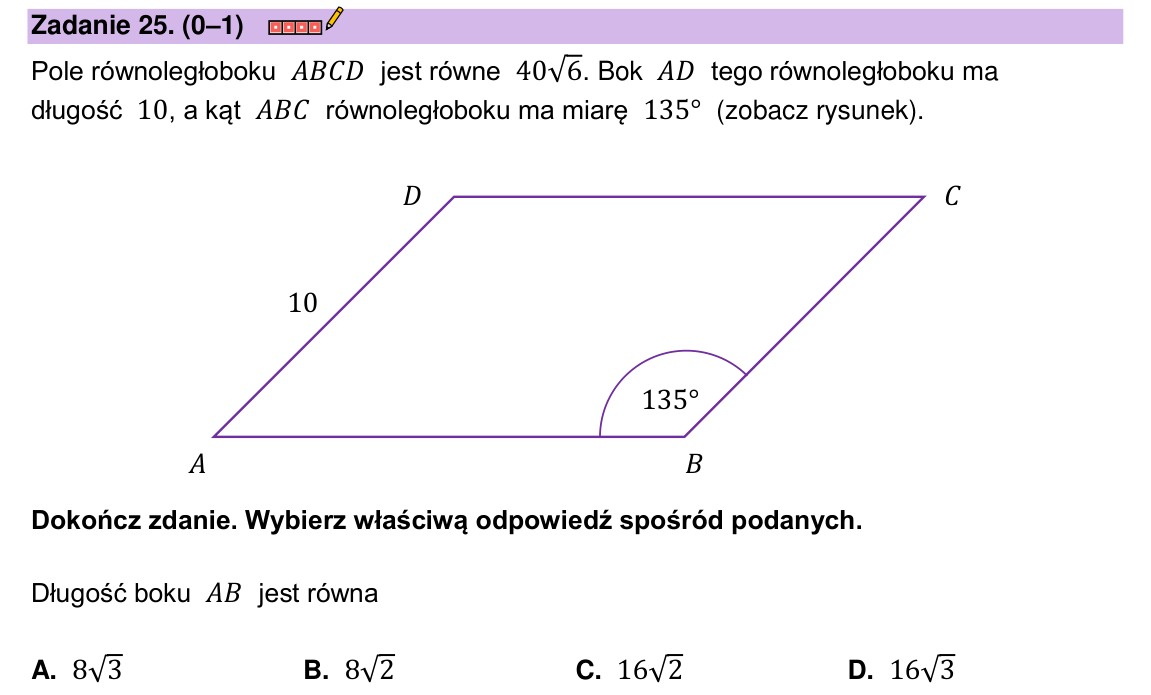 Zadanie 25. (0–1)
Pole równoległoboku ABCD jest równe 40√6. Bok AD tego równoległoboku ma
długość 10, a kąt ABC równoległoboku ma miarę 135° (zobacz rysunek).
D
C
10
135°
A
B
Dokończ zdanie. Wybierz właściwą odpowiedź spośród podanych.
Długość boku AB jest równa
A. 8√3 B. 8√2 C. 16√2 D. 16√3